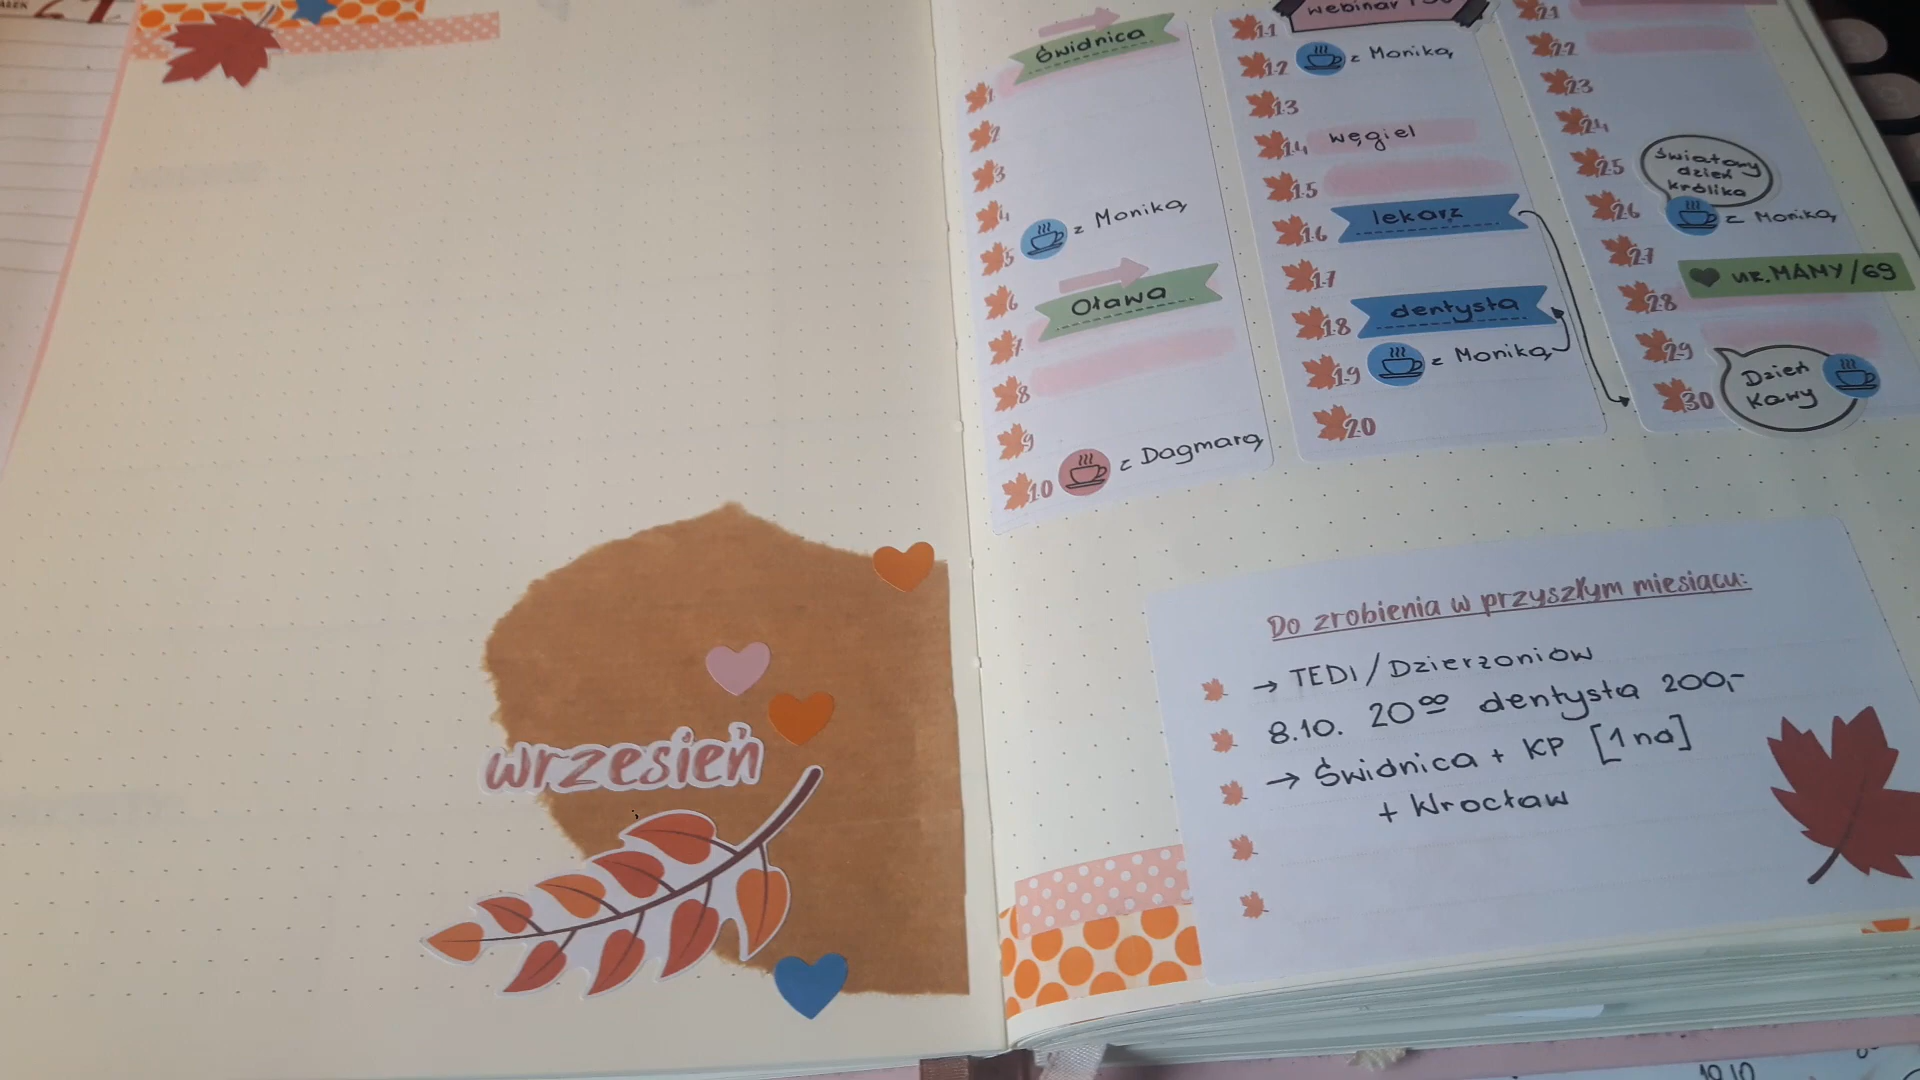 wrzesień
Świdnica
1
2
3
4
5 z Moniką
6
Oława
7
8
9
10 z Dagmarą
webinar
11
12 z Moniką
13
14 węgiel
15
16 lekarz
17
18 dentysta
19 z Moniką
20
21
22
23
24
25 światowy
dzień
królika
26 z Moniką
27
28 ur. MAMY/69
29
30 Dzień
Kawy
Do zrobienia w przyszłym miesiącu:
→ TEDI/Dzierżoniów
8.10. 20⁰⁰ dentysta 200,-
→ Świdnica + KP [1 na]
+ Wrocław